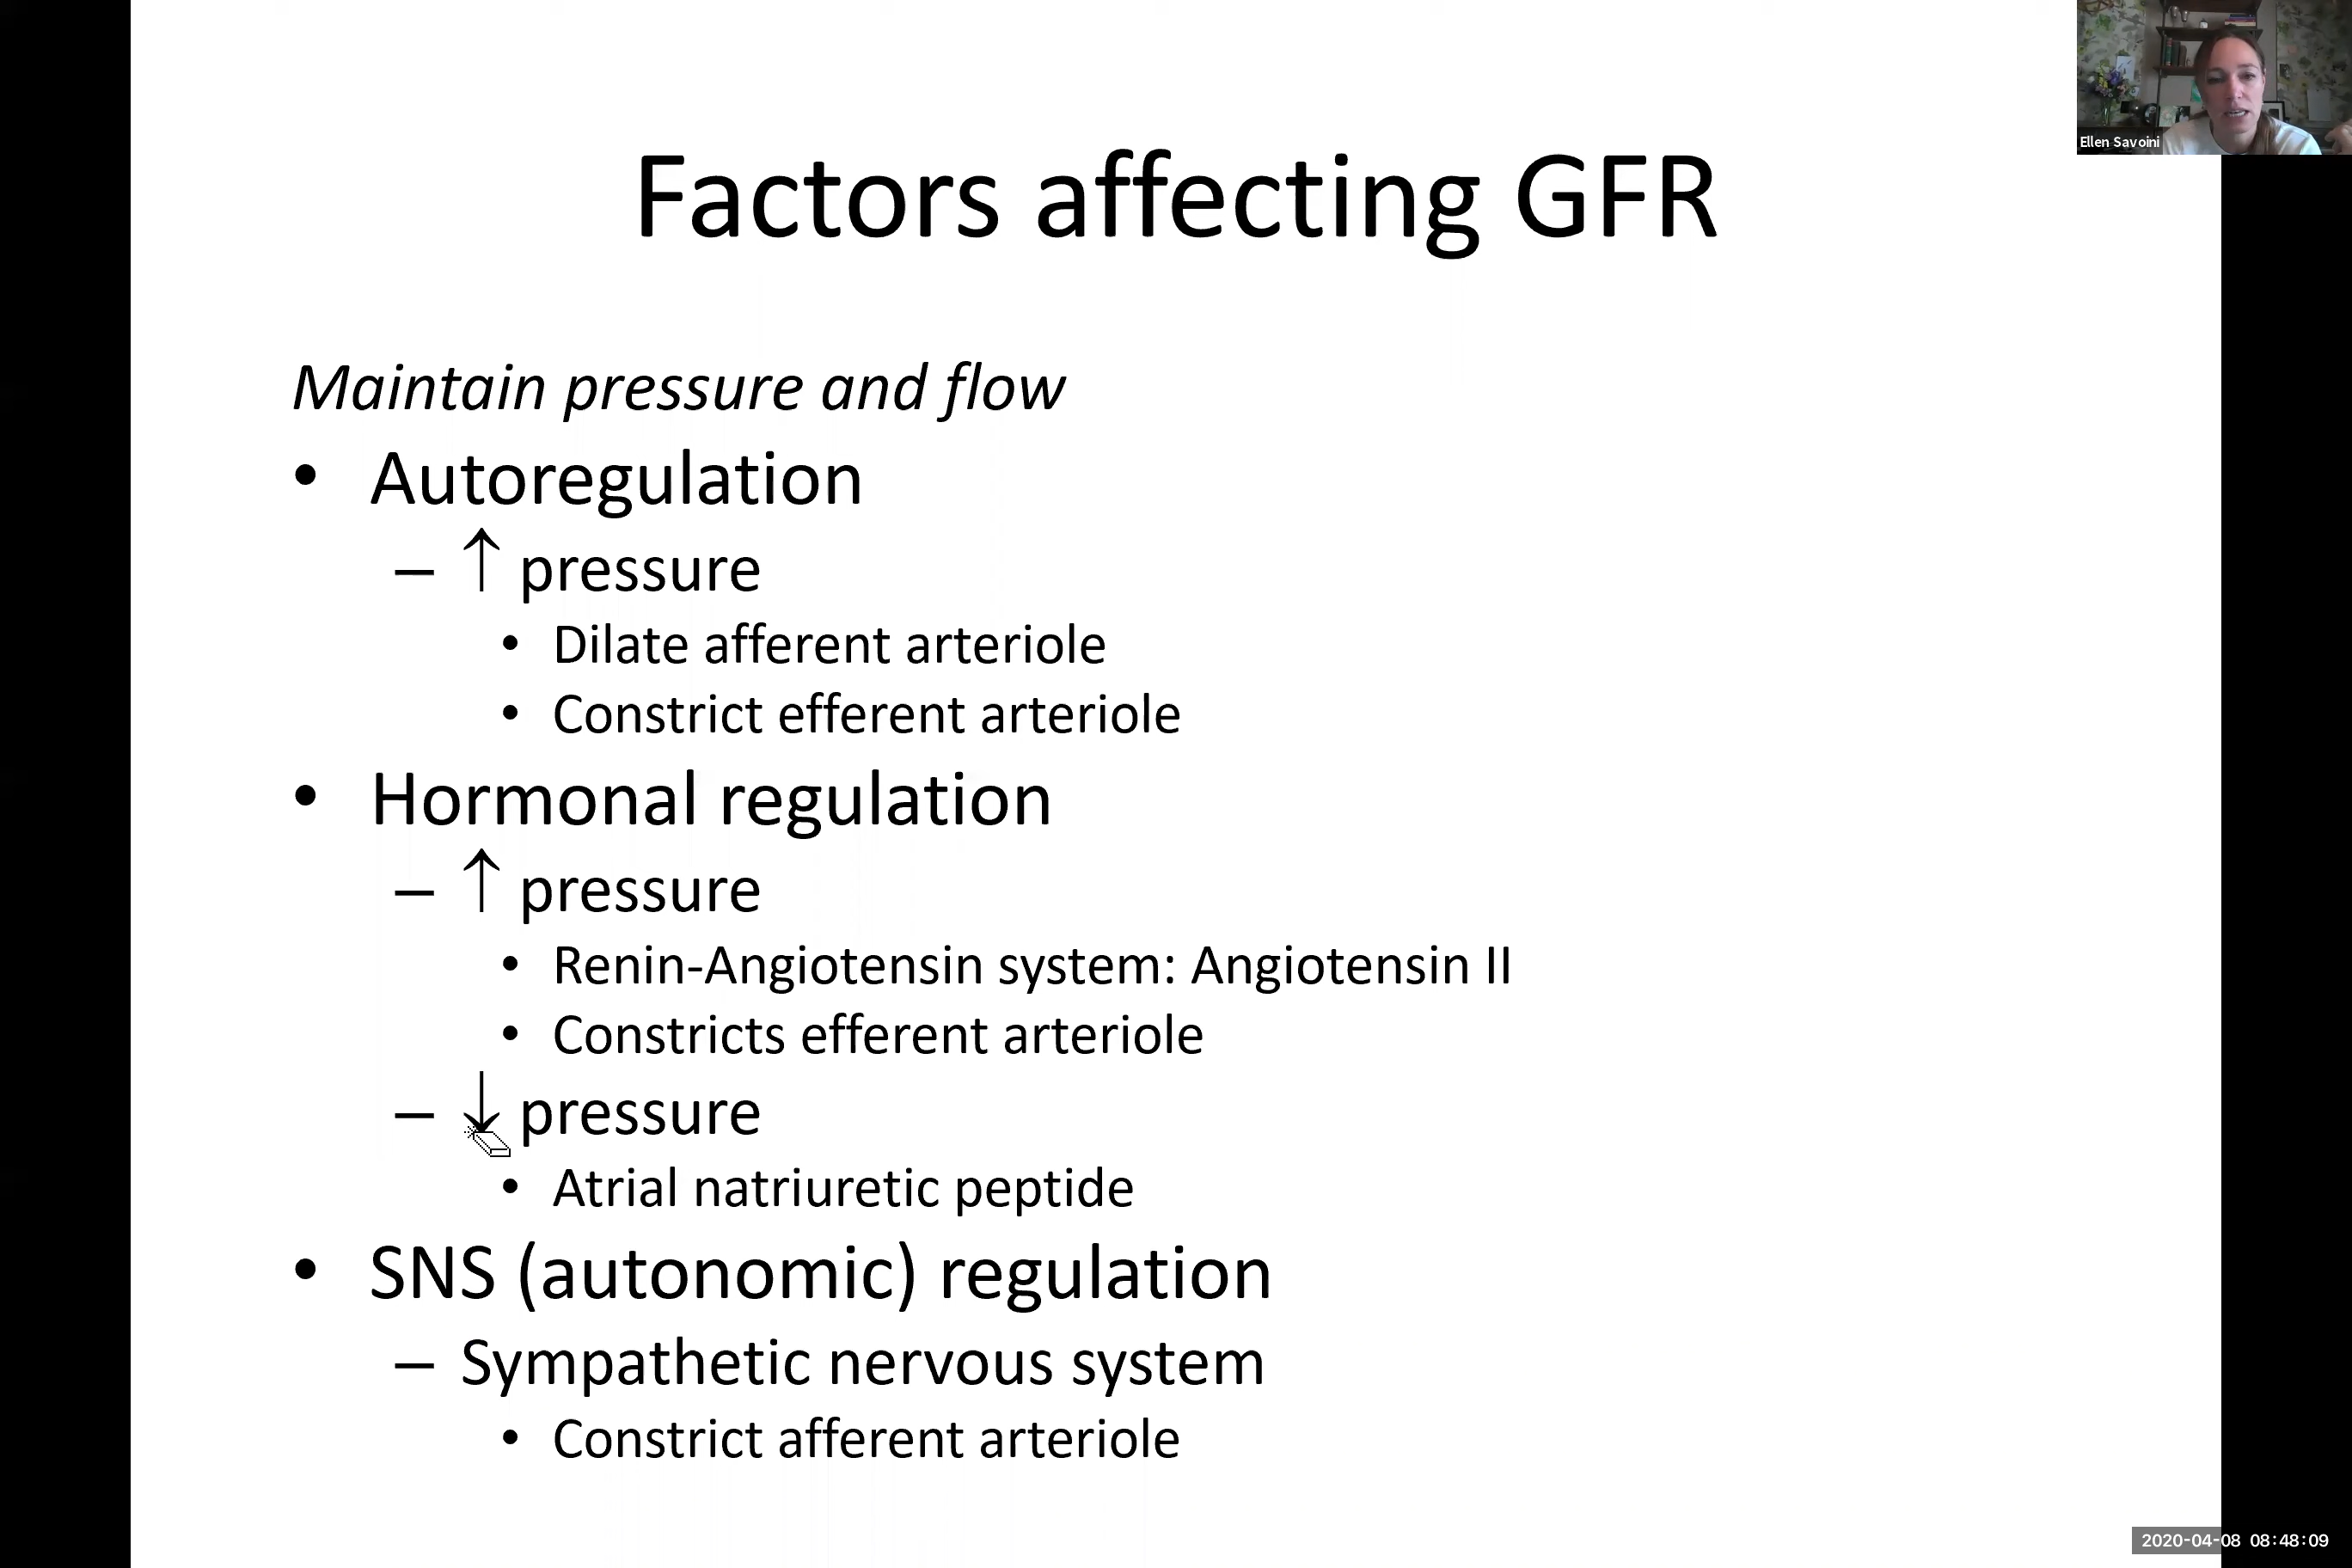 Ellen Savoini
Factors affecting GFR
Maintain pressure and flow
• Autoregulation
– ↑ pressure
• Dilate afferent arteriole
• Constrict efferent arteriole
• Hormonal regulation
– ↑ pressure
• Renin-Angiotensin system: Angiotensin II
• Constricts efferent arteriole
– ↓ pressure
• Atrial natriuretic peptide
• SNS (autonomic) regulation
– Sympathetic nervous system
• Constrict afferent arteriole
2020-04-08 08:48:09